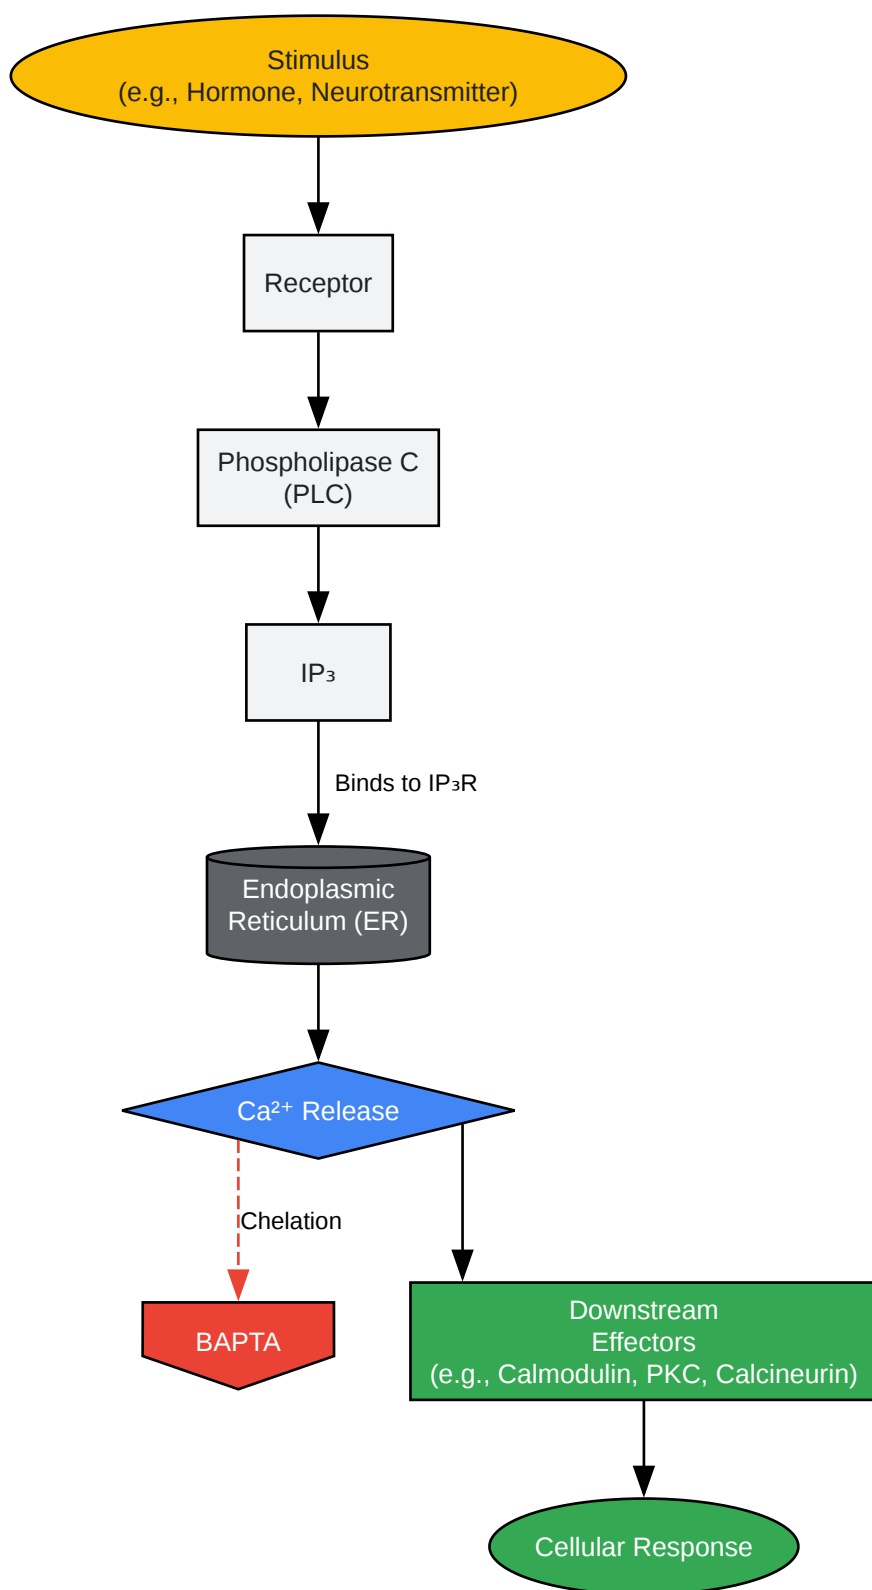 Stimulus
(e.g., Hormone, Neurotransmitter)
Receptor
Phospholipase C
(PLC)
IP₃
Binds to IP₃R
Endoplasmic
Reticulum (ER)
Ca²⁺ Release
Chelation
BAPTA
Downstream
Effectors
(e.g., Calmodulin, PKC, Calcineurin)
Cellular Response